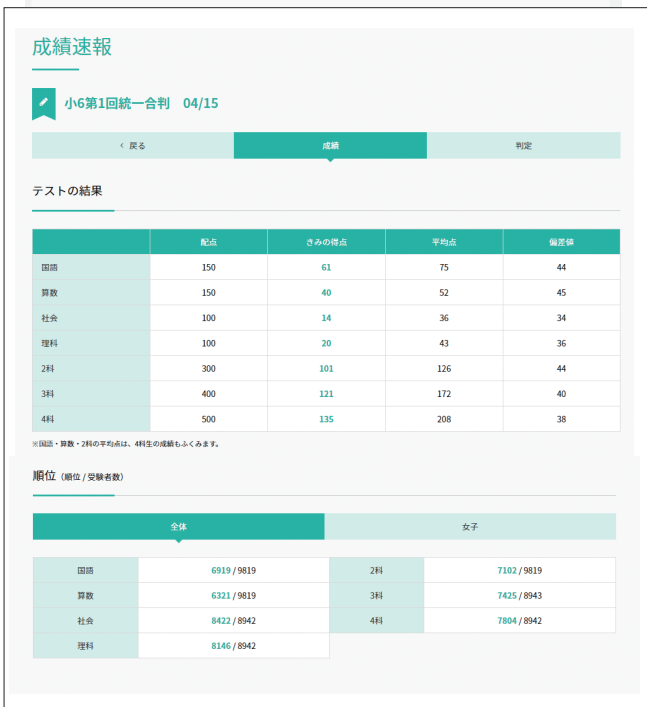 成績速報
小6第1回統一合判 04/15
< 戻る 成績 判定
テストの結果
配点 きみの得点 平均点 偏差値
国語 150 61 75 44
算数 150 40 52 45
社会 100 14 36 34
理科 100 20 43 36
2科 300 101 126 44
3科 400 121 172 40
4科 500 135 208 38
※国語・算数・2科の平均点は、4科生の成績もふくみます。
順位 (順位 / 受験者数)
全体 女子
国語 6919 / 9819 2科 7102 / 9819
算数 6321 / 9819 3科 7425 / 8943
社会 8422 / 8942 4科 7804 / 8942
理科 8146 / 8942